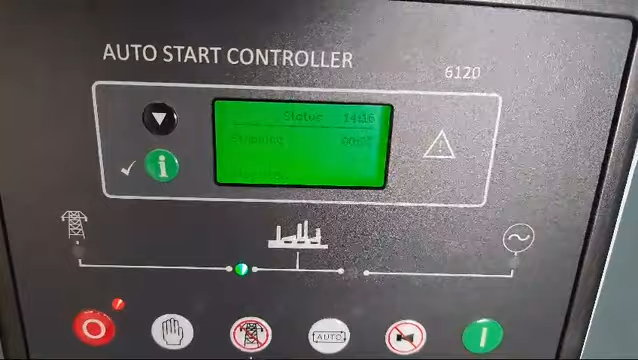 AUTO START CONTROLLER
6120
Status 14:16
Stopping
AUTO